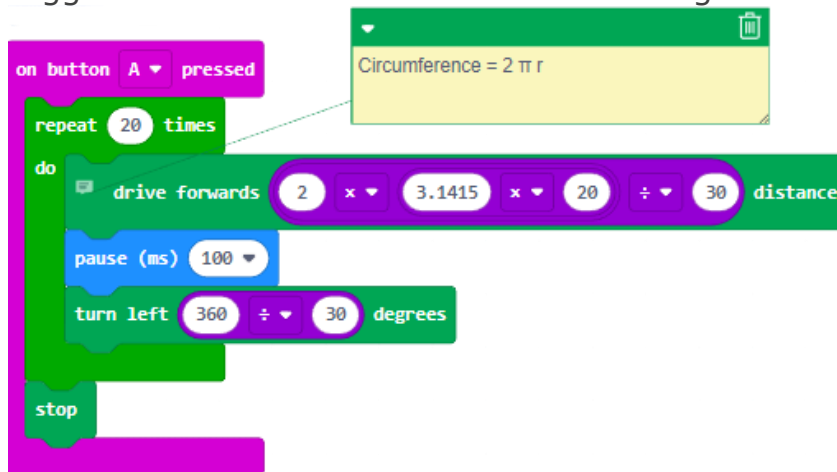 Circumference = 2 π r
on button A pressed
repeat 20 times
do
drive forwards 2 x 3.1415 x 20 ÷ 30 distance
pause (ms) 100
turn left 360 ÷ 30 degrees
stop